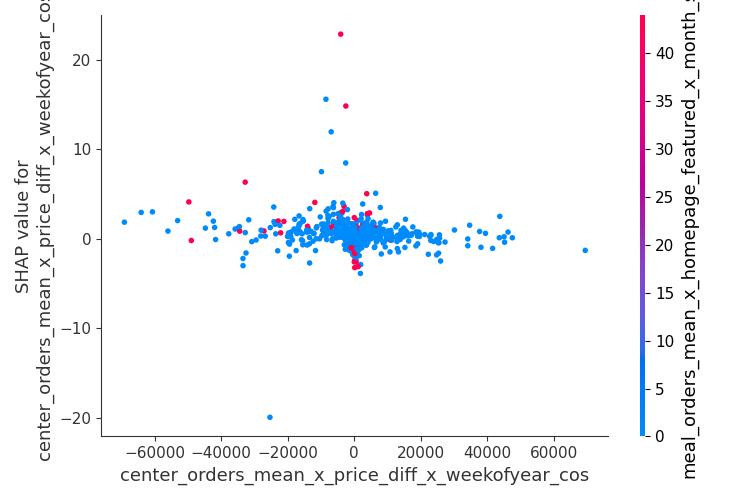 20
10
0
−10
−20
SHAP value for
center_orders_mean_x_price_diff_x_weekofyear_cos
−60000 −40000 −20000 0 20000 40000 60000
center_orders_mean_x_price_diff_x_weekofyear_cos
40
35
30
25
20
15
10
5
0
meal_orders_mean_x_homepage_featured_x_month_